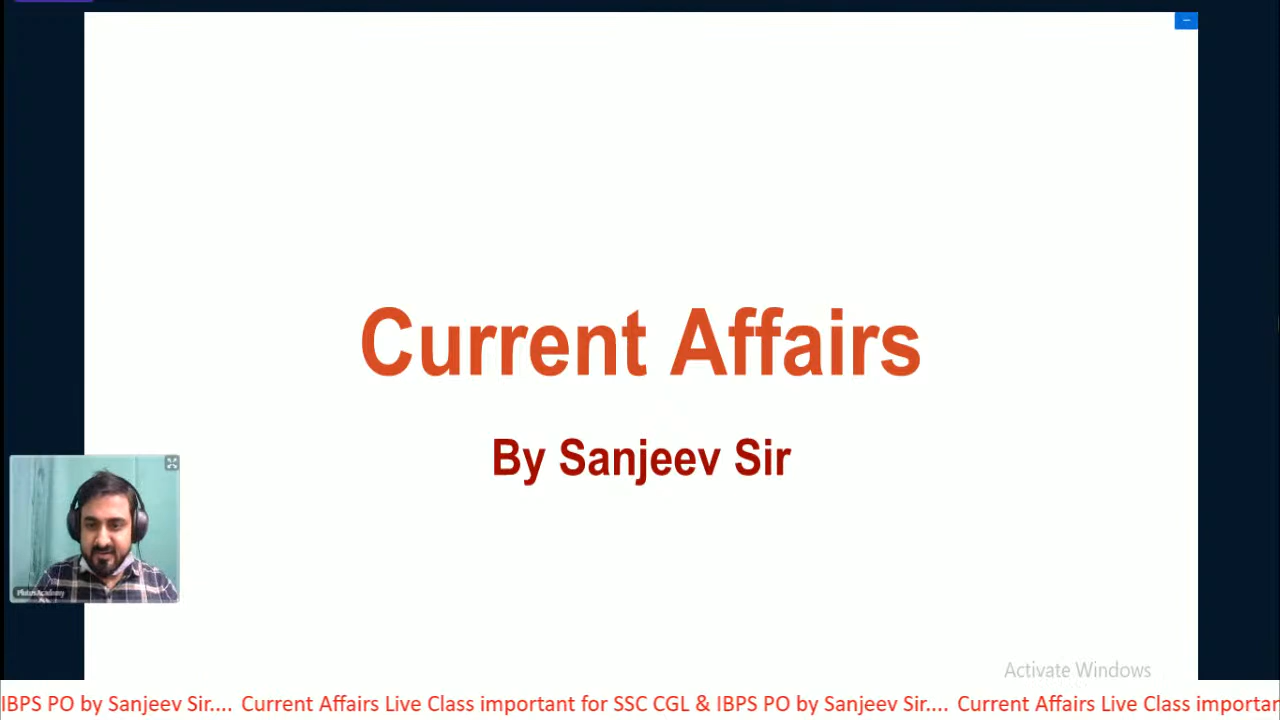 Current Affairs
By Sanjeev Sir
Activate Windows
IBPS PO by Sanjeev Sir.... Current Affairs Live Class important for SSC CGL & IBPS PO by Sanjeev Sir.... Current Affairs Live Class importar